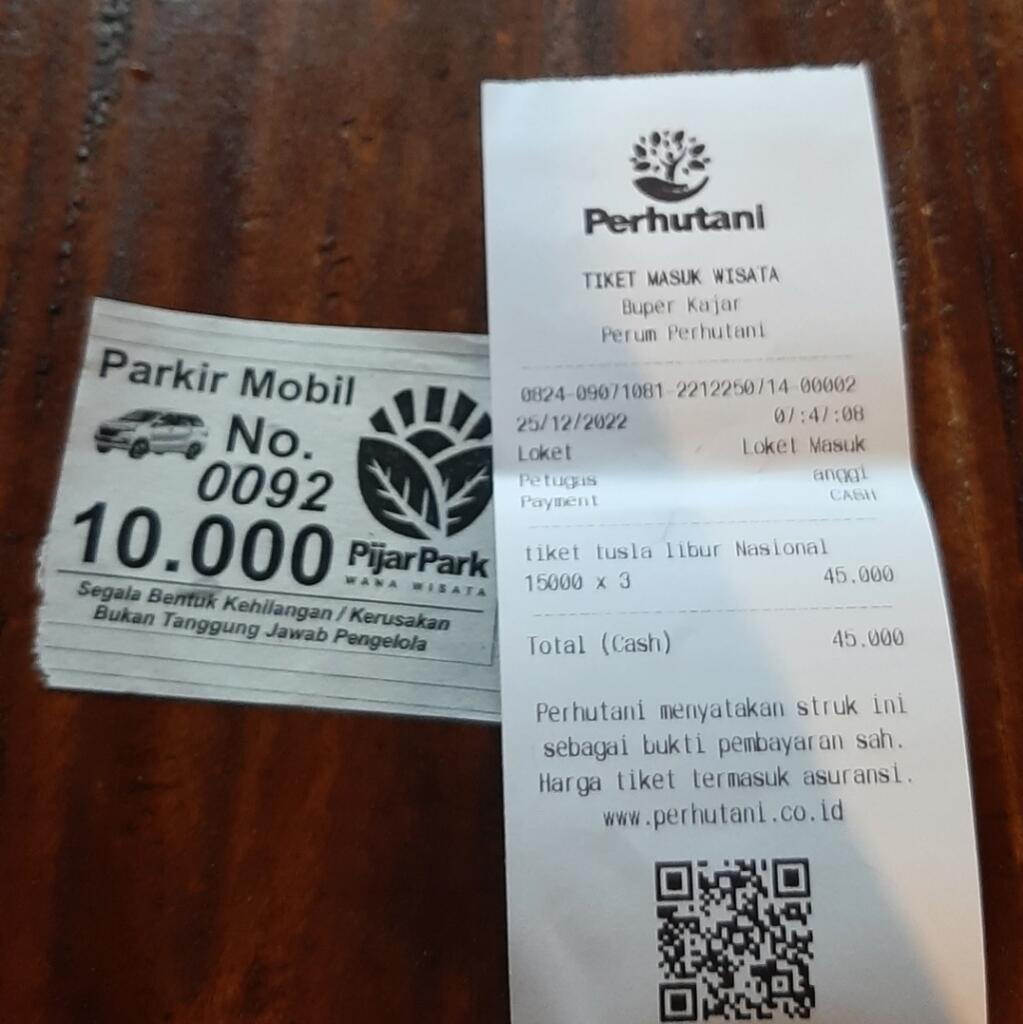 Parkir Mobil
No.
0092
10.000
PijarPark
WANA WISATA
Segala Bentuk Kehilangan / Kerusakan
Bukan Tanggung Jawab Pengelola
Perhutani
TIKET MASUK WISATA
Buper Kajar
Perum Perhutani
0824-09071081-2212250714-00002
25/12/2022 07:47:08
Loket Loket Masuk
Petugas anggi
Payment CASH
tiket tusla libur Nasional
15000 x 3 45.000
Total (Cash) 45.000
Perhutani menyatakan struk ini
sebagai bukti pembayaran sah.
Harga tiket termasuk asuransi.
www.perhutani.co.id